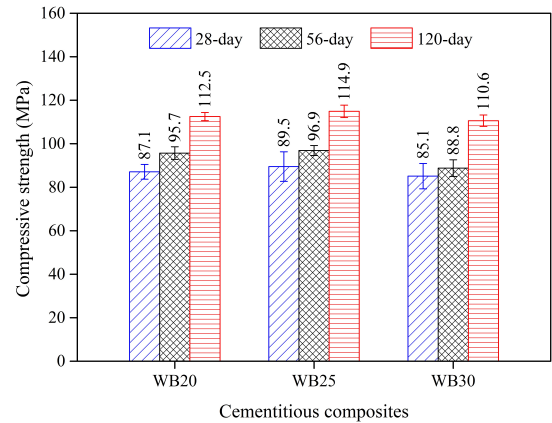 160
140
120
100
80
60
40
20
0
Compressive strength (MPa)
28-day 56-day 120-day
87.1 95.7 112.5 89.5 96.9 114.9 85.1 88.8 110.6
WB20 WB25 WB30
Cementitious composites